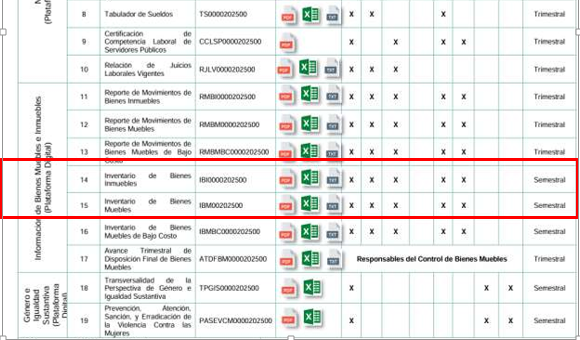 8 Tabulador de Sueldos TS0000202500 PDF TXT X X X Trimestral
Certificación de
9 Competencia Laboral de CCLSP0000202500 PDF X X X X X Trimestral
Servidores Públicos
10 Relación de Juicios RJLV0000202500 PDF TXT X X X Trimestral
Laborales Vigentes
11 Reporte de Movimientos de RMBI0000202500 PDF TXT X X X X X Trimestral
Bienes Inmuebles
12 Reporte de Movimientos de RMBM0000202500 PDF TXT X X X X X Trimestral
Bienes Muebles
Reporte de Movimientos de
13 Bienes Muebles de Bajo RMBMBC0000202500 PDF TXT X X X X X Trimestral
Costo
14 Inventario de Bienes IBI0000202500 PDF TXT X X X X X Semestral
Inmuebles
15 Inventario de Bienes IBM00202500 PDF TXT X X X X X Semestral
Muebles
16 Inventario de Bienes IBMBC0000202500 PDF TXT X X X X X Semestral
Muebles de Bajo Costo
Avance Trimestral de
17 Disposición Final de Bienes ATDFBM0000202500 PDF TXT Responsables del Control de Bienes Muebles Trimestral
Muebles
Transversalidad de la
18 Perspectiva de Género e TPGIS0000202500 PDF X X X Semestral
Igualdad Sustantiva
Prevención, Atención,
19 Sanción, y Erradicación de PASEVCM0000202500 PDF X X X Semestral
la Violencia Contra las
Mujeres
Información de Bienes Muebles e Inmuebles
(Plataforma Digital)
Género e
Igualdad
Sustantiva
(Plataforma
Digital)